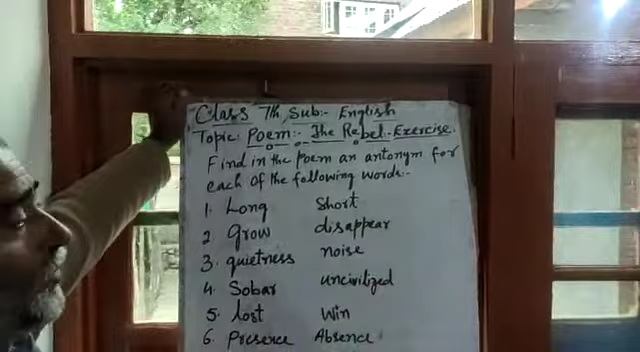 Class 7th, Sub:- English
Topic: Poem:- The Rebel-Exercise.
Find in the Poem an antonym for
each of the following words:-
1. Long Short
2 grow disappear
3. quietness noise
4. Sobar uncivilized
5. lost win
6. Presence Absence